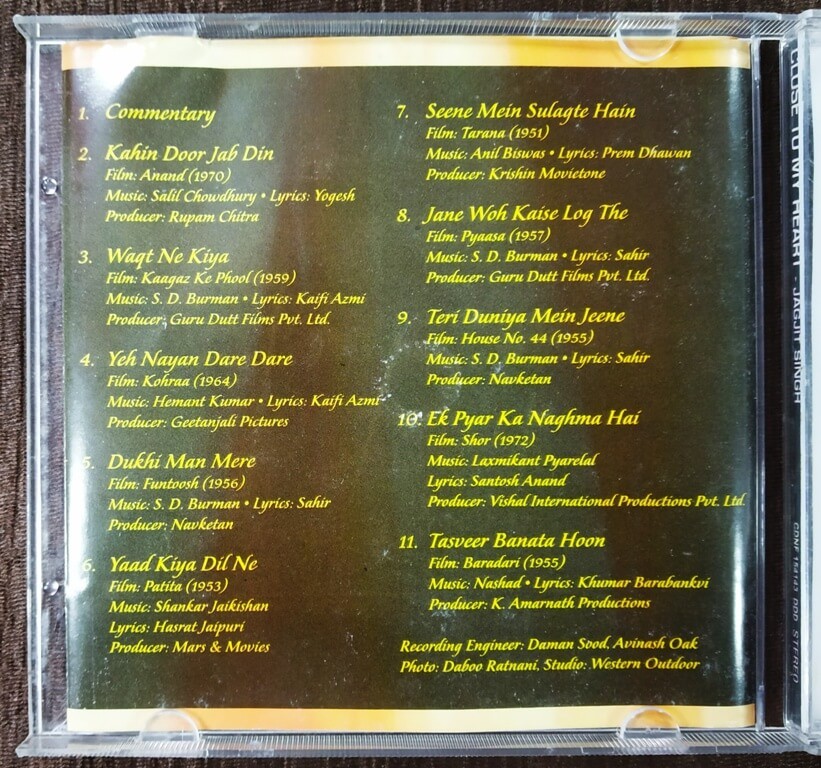 1. Commentary
2. Kahin Door Jab Din
Film: Anand (1970)
Music: Salil Chowdhury • Lyrics: Yogesh
Producer: Rupam Chitra
3. Waqt Ne Kiya
Film: Kaagaz Ke Phool (1959)
Music: S. D. Burman • Lyrics: Kaifi Azmi
Producer: Guru Dutt Films Pvt. Ltd.
4. Yeh Nayan Dare Dare
Film: Kohraa (1964)
Music: Hemant Kumar • Lyrics: Kaifi Azmi
Producer: Geetanjali Pictures
5. Dukhi Man Mere
Film: Funtoosh (1956)
Music: S. D. Burman • Lyrics: Sahir
Producer: Navketan
6. Yaad Kiya Dil Ne
Film: Patita (1953)
Music: Shankar Jaikishan
Lyrics: Hasrat Jaipuri
Producer: Mars & Movies
7. Seene Mein Sulagte Hain
Film: Tarana (1951)
Music: Anil Biswas • Lyrics: Prem Dhawan
Producer: Krishin Movietone
8. Jane Woh Kaise Log The
Film: Pyaasa (1957)
Music: S. D. Burman • Lyrics: Sahir
Producer: Guru Dutt Films Pvt. Ltd.
9. Teri Duniya Mein Jeene
Film: House No. 44 (1955)
Music: S. D. Burman • Lyrics: Sahir
Producer: Navketan
10. Ek Pyar Ka Naghma Hai
Film: Shor (1972)
Music: Laxmikant Pyarelal
Lyrics: Santosh Anand
Producer: Vishal International Productions Pvt. Ltd.
11. Tasveer Banata Hoon
Film: Baradari (1955)
Music: Nashad • Lyrics: Khumar Barabankvi
Producer: K. Amarnath Productions
Recording Engineer: Daman Sood, Avinash Oak
Photo: Daboo Ratnani, Studio: Western Outdoor
CLOSE TO MY HEART - JAGJIT SINGH
CDNF 154143 DDD STEREO